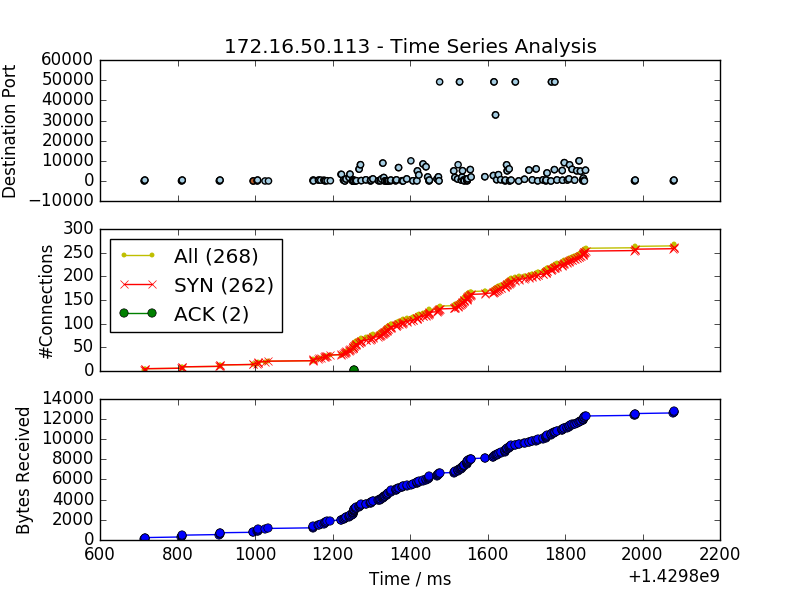 172.16.50.113 - Time Series Analysis
Destination Port
60000
50000
40000
30000
20000
10000
0
−10000
#Connections
300
250
200
150
100
50
0
All (268)
SYN (262)
ACK (2)
Bytes Received
14000
12000
10000
8000
6000
4000
2000
0
600 800 1000 1200 1400 1600 1800 2000 2200
Time / ms
+1.4298e9